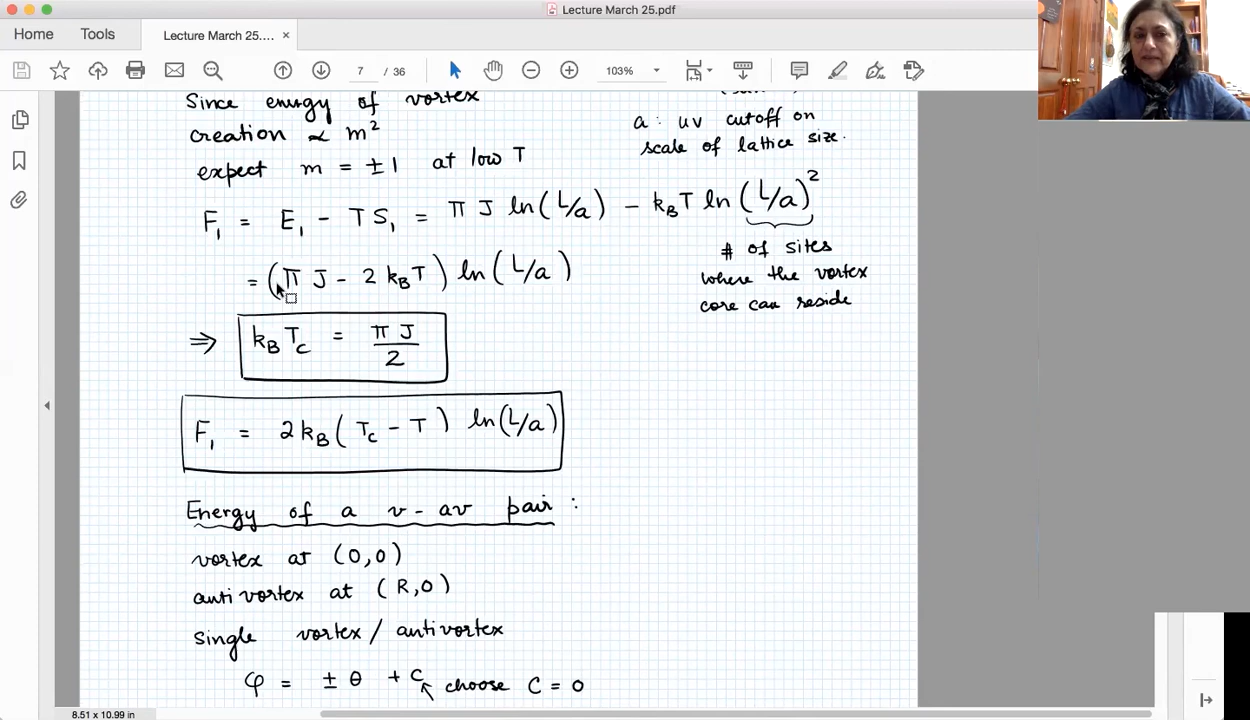 Lecture March 25.pdf
Home
Tools
Lecture March 25....
×
7 / 36
103%
Since energy of vortex
creation ∝ m²
expect m = ±1 at low T
a : uv cutoff on
scale of lattice size.
F₁ = E₁ - TS₁ = π J ln(L/a) - k_B T ln (L/a)²
# of sites
where the vortex
core can reside
= (π J - 2 k_B T) ln(L/a)
⇒ k_B T_c = π J / 2
F₁ = 2k_B (T_c - T) ln(L/a)
Energy of a v - av pair :
vortex at (0,0)
antivortex at (R,0)
single vortex / antivortex
φ = ± θ + C choose C = 0
8.51 x 10.99 in